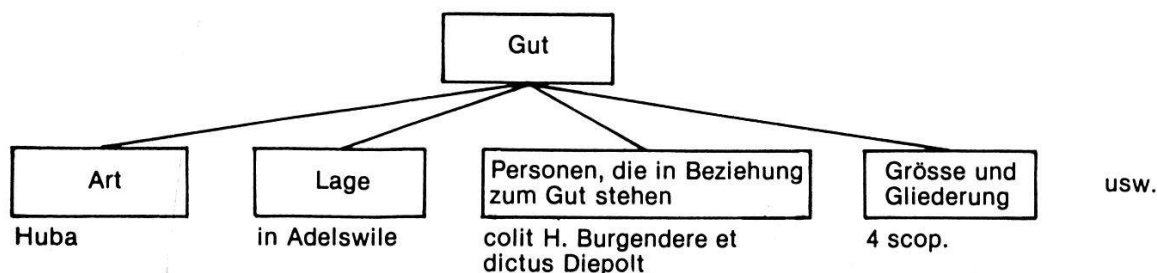 Gut
Art
Lage
Personen, die in Beziehung
zum Gut stehen
Grösse und
Gliederung
usw.
Huba
in Adelswile
colit H. Burgendere et
dictus Diepolt
4 scop.